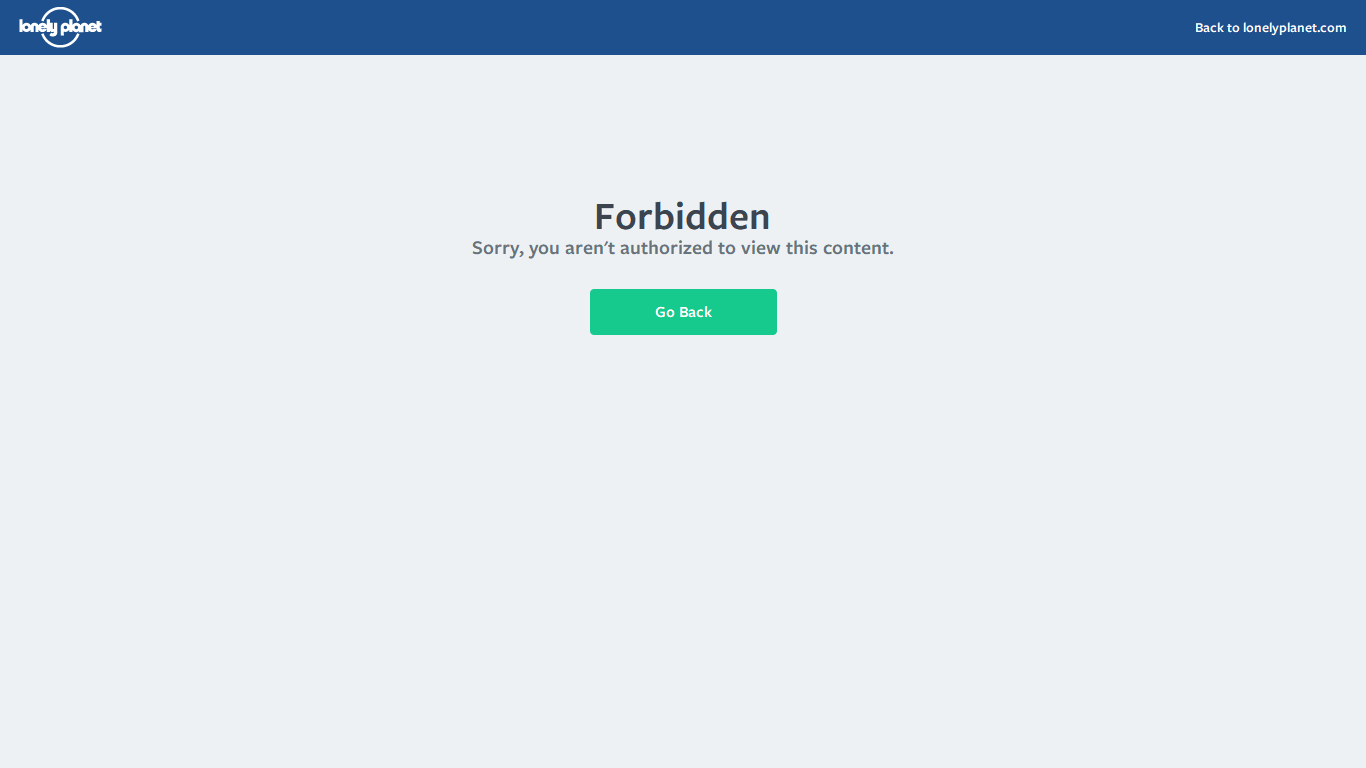 lonely planet
Back to lonelyplanet.com
Forbidden
Sorry, you aren't authorized to view this content.
Go Back